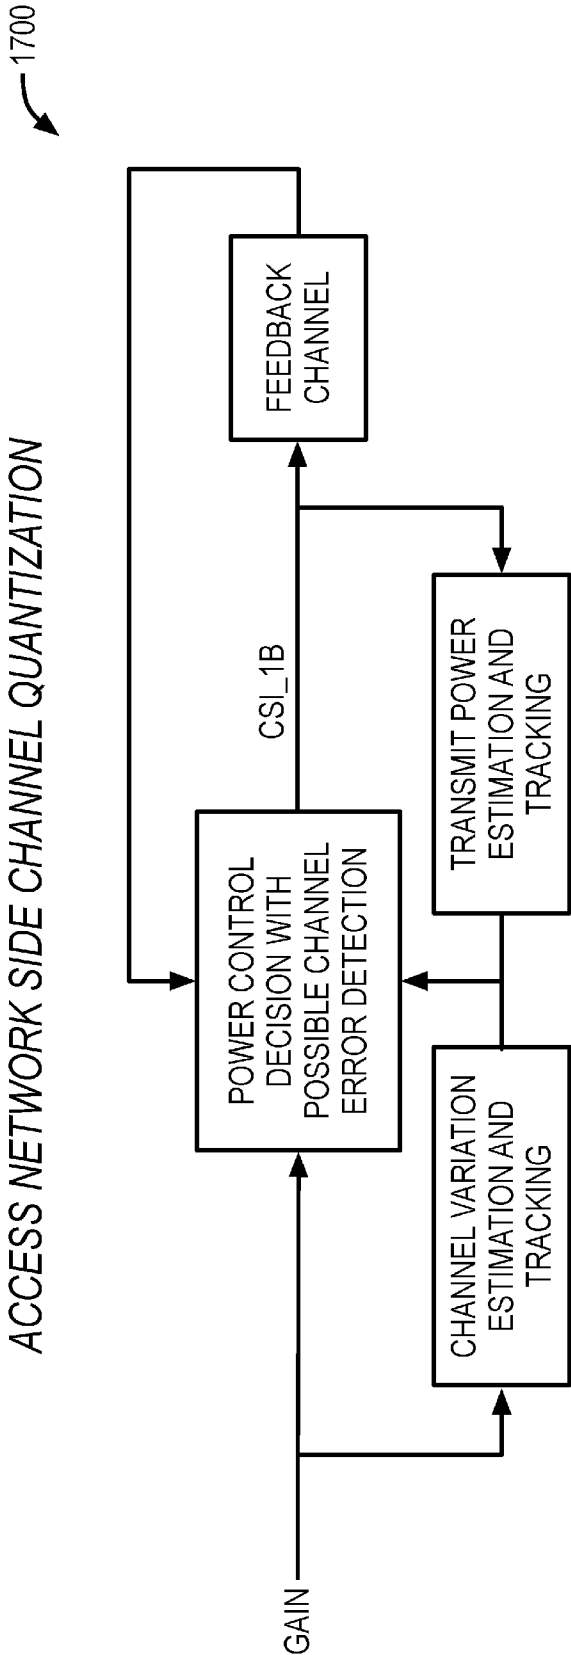 ACCESS NETWORK SIDE CHANNEL QUANTIZATION
1700
GAIN
POWER CONTROL
DECISION WITH
POSSIBLE CHANNEL
ERROR DETECTION
CSI_1B
FEEDBACK
CHANNEL
CHANNEL VARIATION
ESTIMATION AND
TRACKING
TRANSMIT POWER
ESTIMATION AND
TRACKING